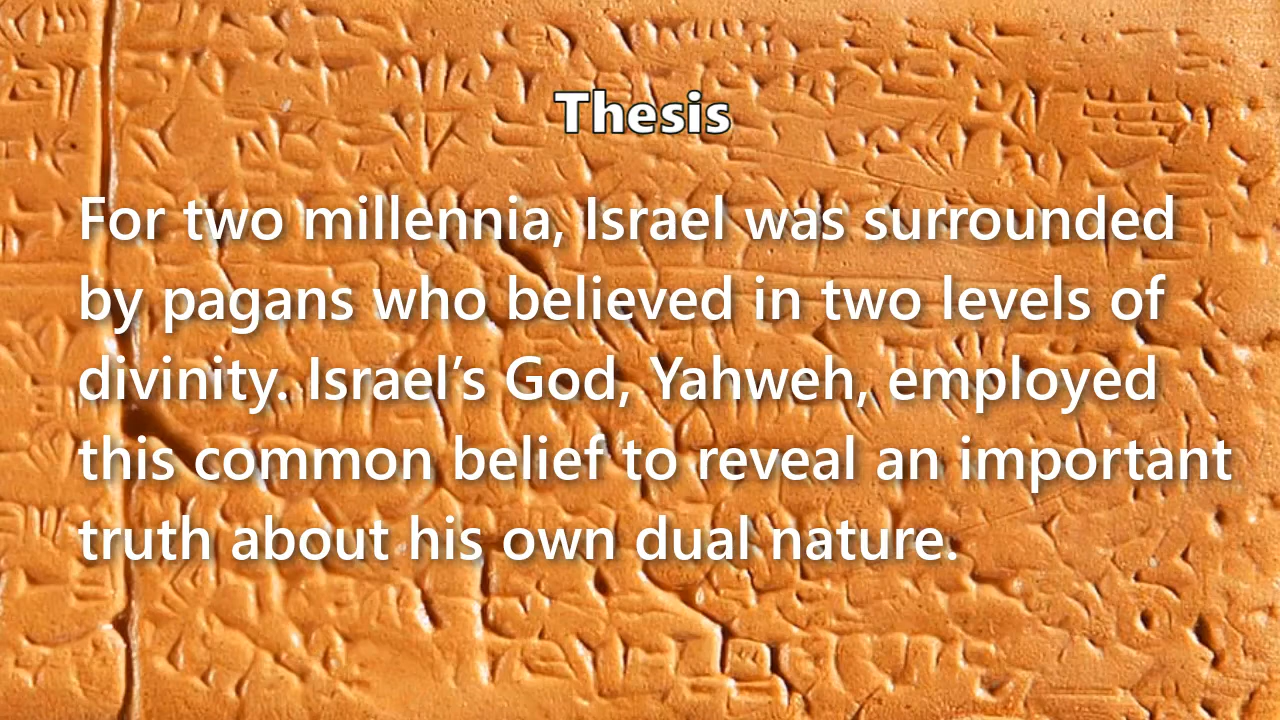 Thesis
For two millennia, Israel was surrounded
by pagans who believed in two levels of
divinity. Israel’s God, Yahweh, employed
this common belief to reveal an important
truth about his own dual nature.